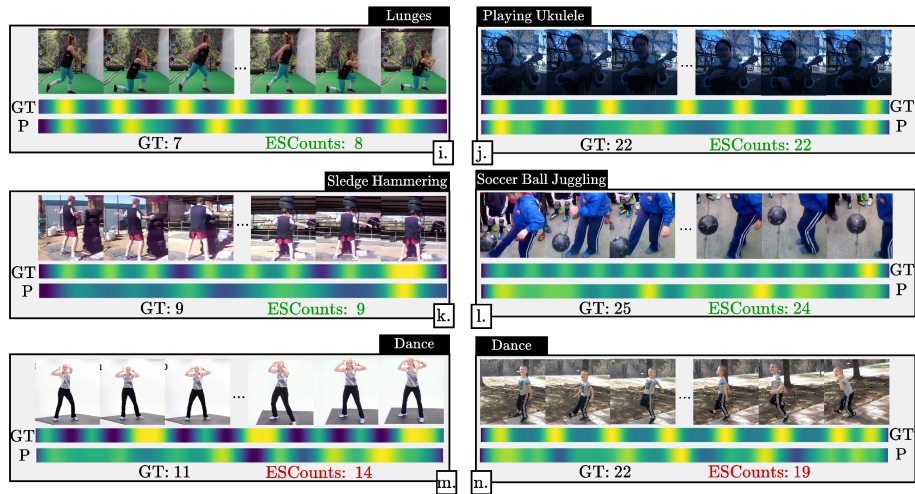 Lunges
GT
P
GT: 7 ESCounts: 8
i.
Playing Ukulele
GT
P
GT: 22 ESCounts: 22
j.
Sledge Hammering
GT
P
GT: 9 ESCounts: 9
k.
Soccer Ball Juggling
GT
P
GT: 25 ESCounts: 24
l.
Dance
GT
P
GT: 11 ESCounts: 14
m.
Dance
GT
P
GT: 22 ESCounts: 19
n.